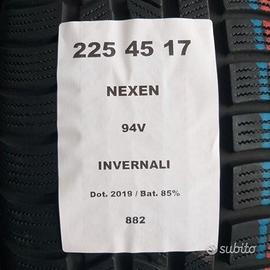 225 45 17
NEXEN
94V
INVERNALI
Dot. 2019 / Bat. 85%
882
subito